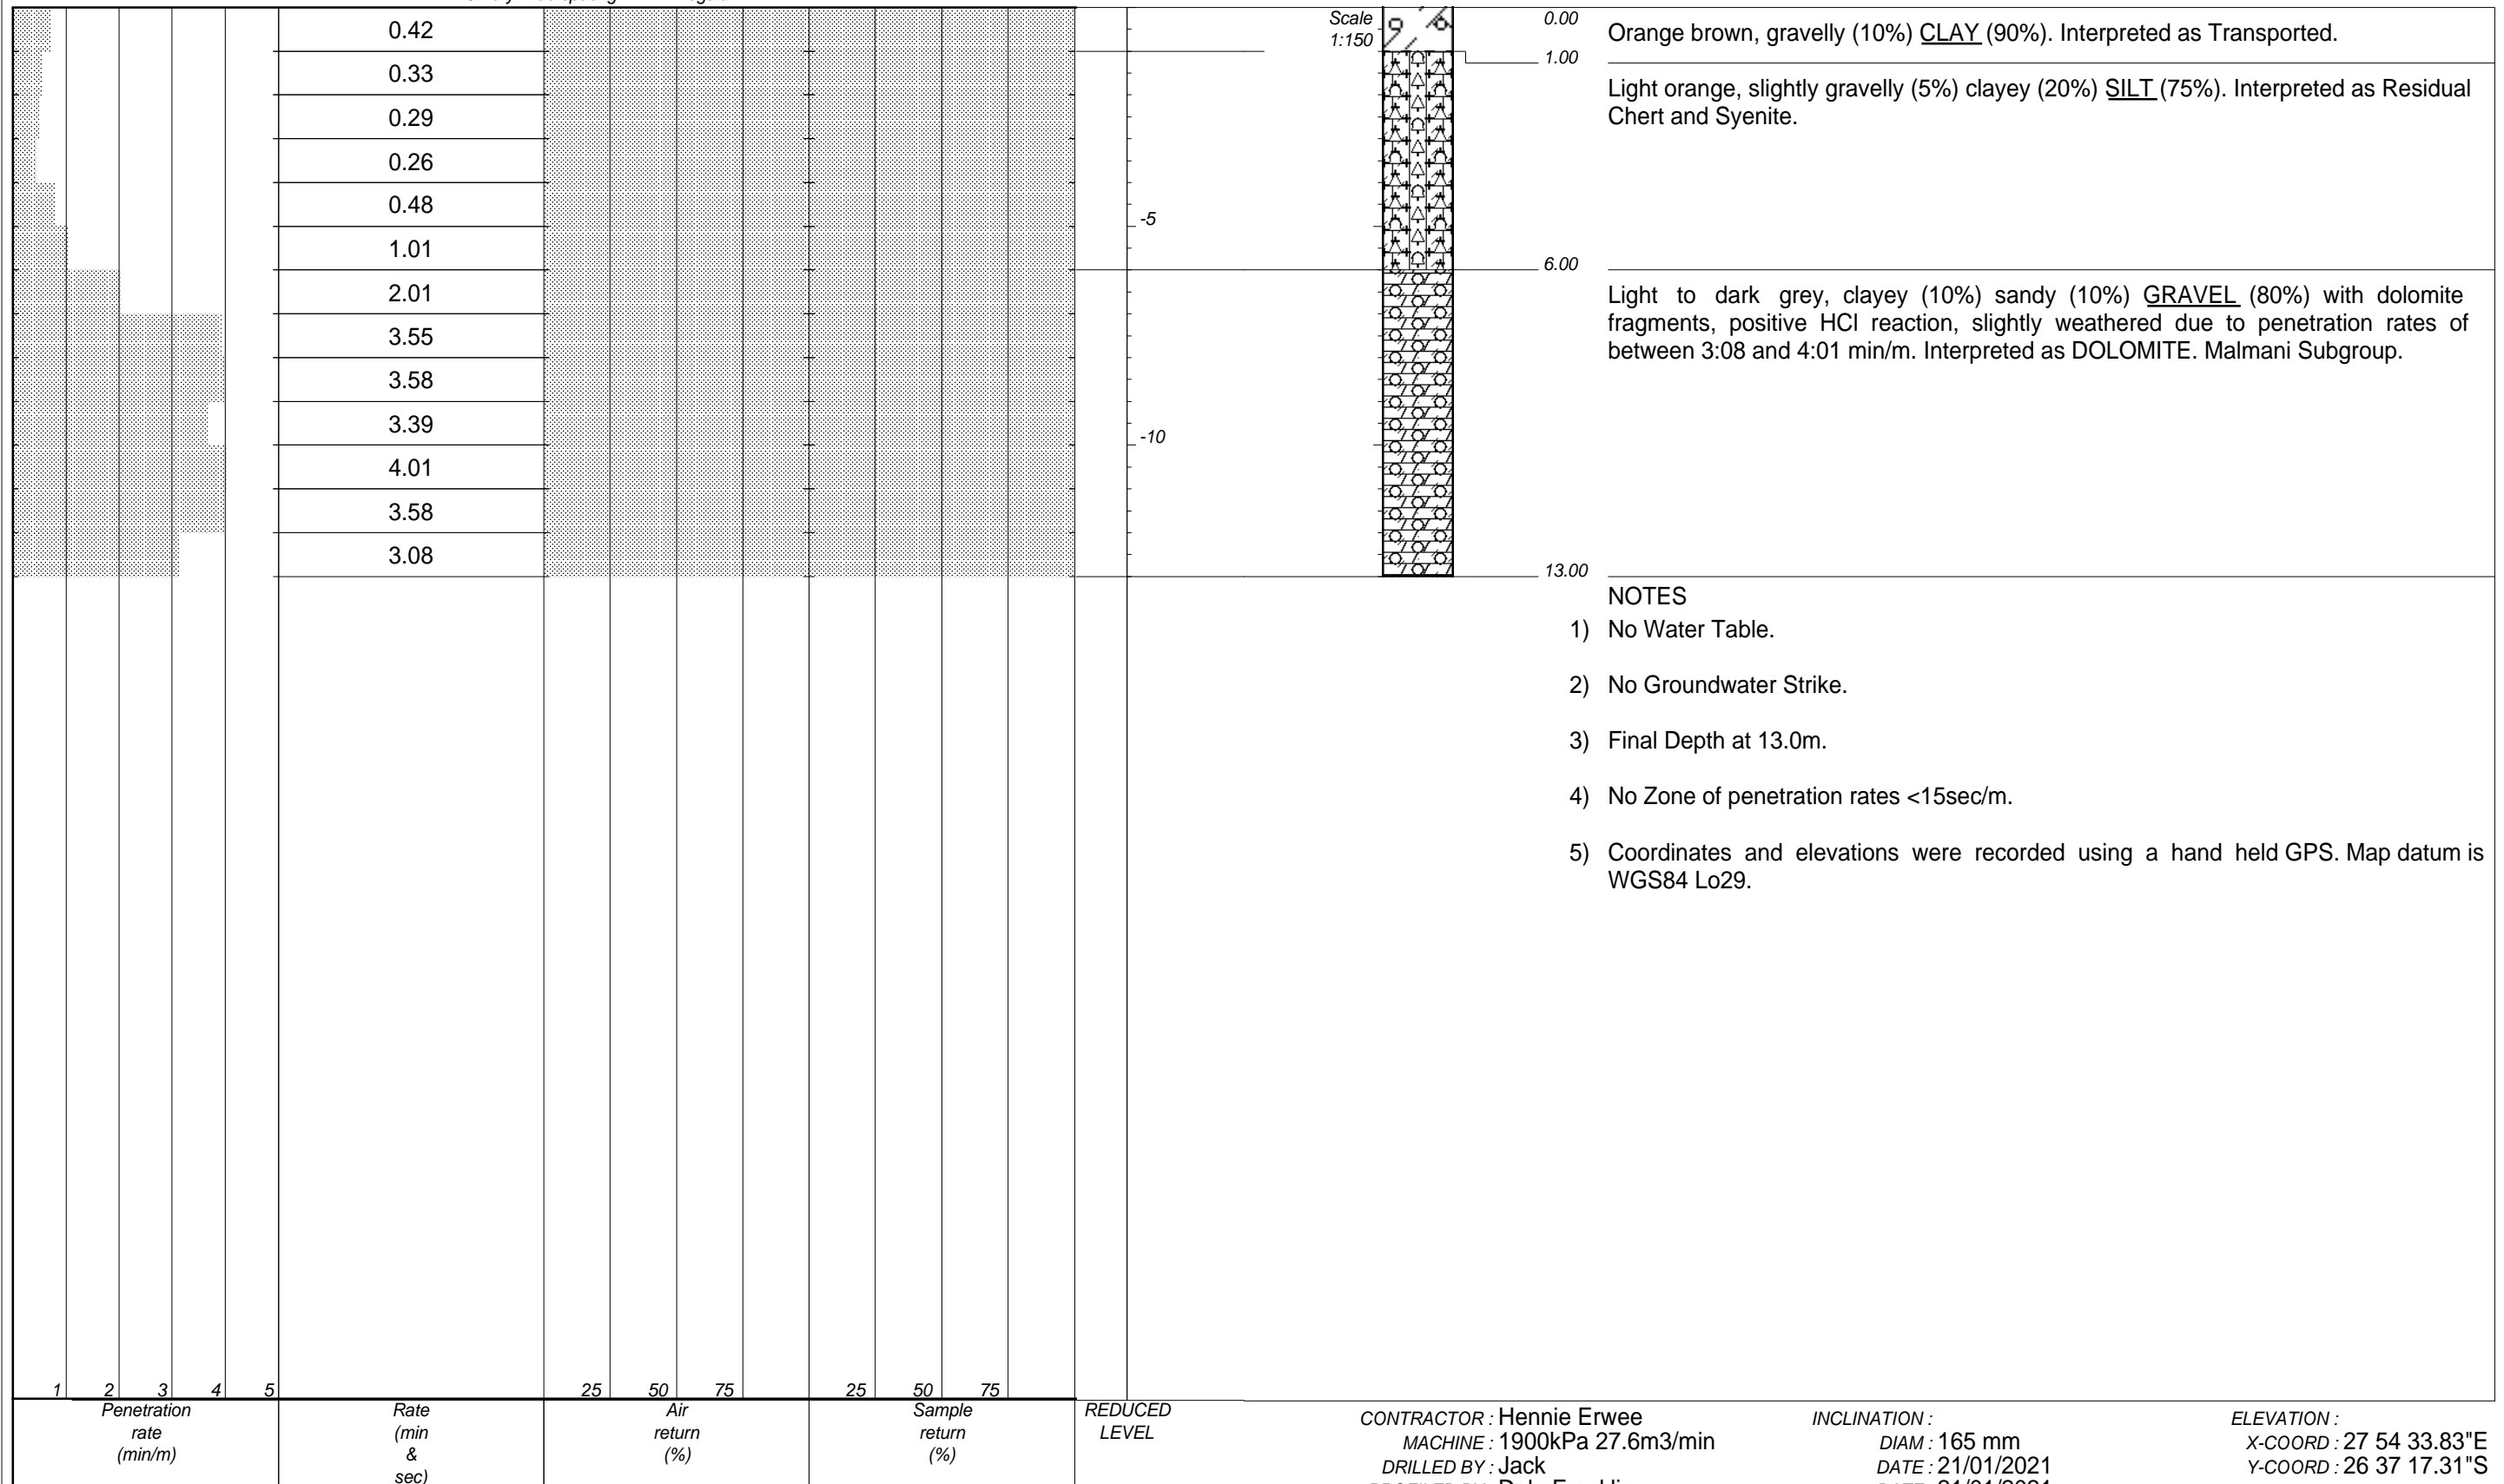 Scale
1:150
0.42
0.33
0.29
0.26
0.48
1.01
2.01
3.55
3.58
3.39
4.01
3.58
3.08
-5
-10
0.00
Orange brown, gravelly (10%) CLAY (90%). Interpreted as Transported.
1.00
Light orange, slightly gravelly (5%) clayey (20%) SILT (75%). Interpreted as Residual
Chert and Syenite.
6.00
Light to dark grey, clayey (10%) sandy (10%) GRAVEL (80%) with dolomite
fragments, positive HCl reaction, slightly weathered due to penetration rates of
between 3:08 and 4:01 min/m. Interpreted as DOLOMITE. Malmani Subgroup.
13.00
NOTES
1) No Water Table.
2) No Groundwater Strike.
3) Final Depth at 13.0m.
4) No Zone of penetration rates <15sec/m.
5) Coordinates and elevations were recorded using a hand held GPS. Map datum is
WGS84 Lo29.
1 2 3 4 5 25 50 75 25 50 75
Penetration
rate
(min/m)
Rate
(min
&
sec)
Air
return
(%)
Sample
return
(%)
REDUCED
LEVEL
CONTRACTOR : Hennie Erwee
MACHINE : 1900kPa 27.6m3/min
DRILLED BY : Jack
INCLINATION :
DIAM : 165 mm
DATE : 21/01/2021
ELEVATION :
X-COORD : 27 54 33.83"E
Y-COORD : 26 37 17.31"S